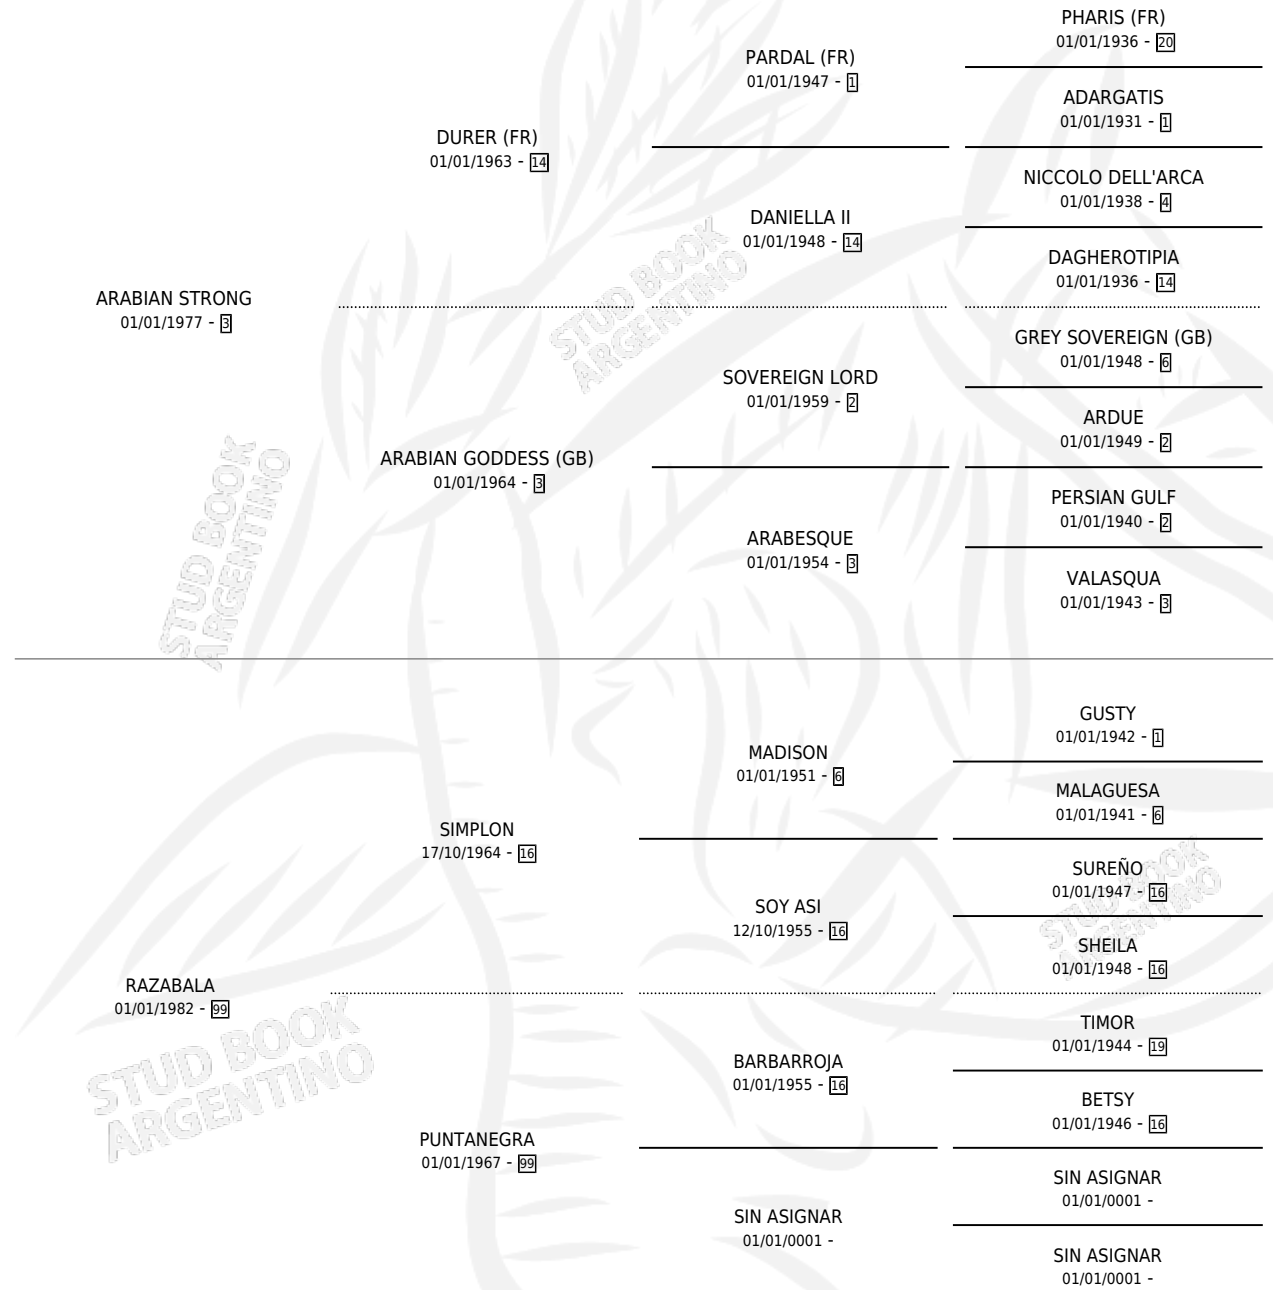 PHARIS (FR)
01/01/1936 - 20
PARDAL (FR)
01/01/1947 - 1
ADARGATIS
01/01/1931 - 1
DURER (FR)
01/01/1963 - 14
NICCOLO DELL'ARCA
01/01/1938 - 4
DANIELLA II
01/01/1948 - 14
DAGHEROTIPIA
01/01/1936 - 14
ARABIAN STRONG
01/01/1977 - 3
STUD BOOK
ARGENTINO
GREY SOVEREIGN (GB)
01/01/1948 - 6
SOVEREIGN LORD
01/01/1959 - 2
ARDUE
01/01/1949 - 2
ARABIAN GODDESS (GB)
01/01/1964 - 3
PERSIAN GULF
01/01/1940 - 2
ARABESQUE
01/01/1954 - 3
VALASQUA
01/01/1943 - 3
STUD BOOK
ARGENTINO
GUSTY
01/01/1942 - 1
MADISON
01/01/1951 - 6
MALAGUESA
01/01/1941 - 6
SIMPLON
17/10/1964 - 16
SUREÑO
01/01/1947 - 16
SOY ASI
12/10/1955 - 16
SHEILA
01/01/1948 - 16
STUD BOOK
ARGENTINO
RAZABALA
01/01/1982 - 99
TIMOR
01/01/1944 - 19
BARBARROJA
01/01/1955 - 16
BETSY
01/01/1946 - 16
STUD BOOK
ARGENTINO
PUNTANEGRA
01/01/1967 - 99
SIN ASIGNAR
01/01/0001 -
SIN ASIGNAR
01/01/0001 -
SIN ASIGNAR
01/01/0001 -